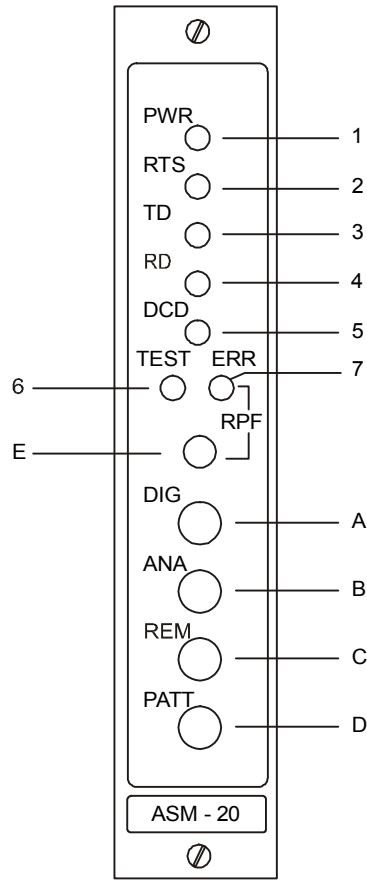 PWR
1
RTS
2
TD
3
RD
4
DCD
5
TEST ERR
7
6
RPF
E
DIG
A
ANA
B
REM
C
PATT
D
ASM - 20